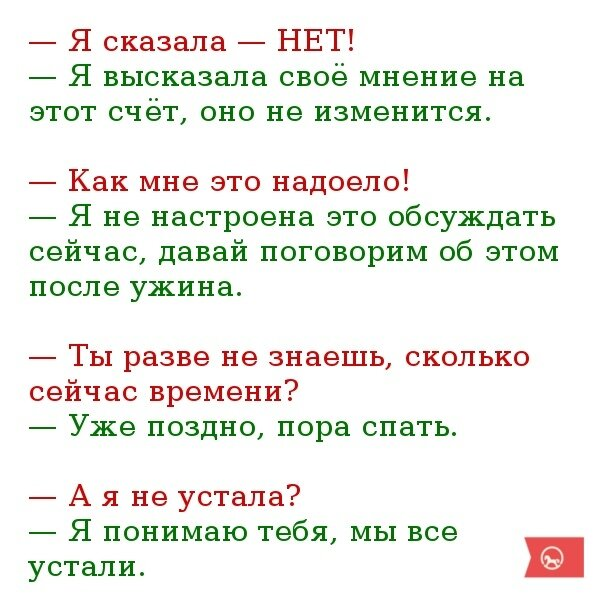 — Я сказала — НЕТ!
— Я высказала своё мнение на
этот счёт, оно не изменится.
— Как мне это надоело!
— Я не настроена это обсуждать
сейчас, давай поговорим об этом
после ужина.
— Ты разве не знаешь, сколько
сейчас времени?
— Уже поздно, пора спать.
— А я не устала?
— Я понимаю тебя, мы все
устали.